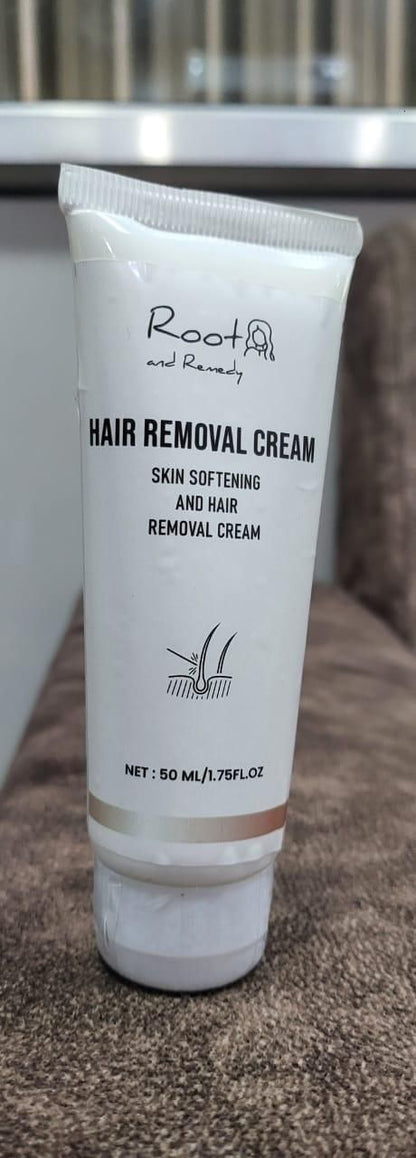 Root
and Remedy
HAIR REMOVAL CREAM
SKIN SOFTENING
AND HAIR
REMOVAL CREAM
NET : 50 ML/1.75FL.OZ